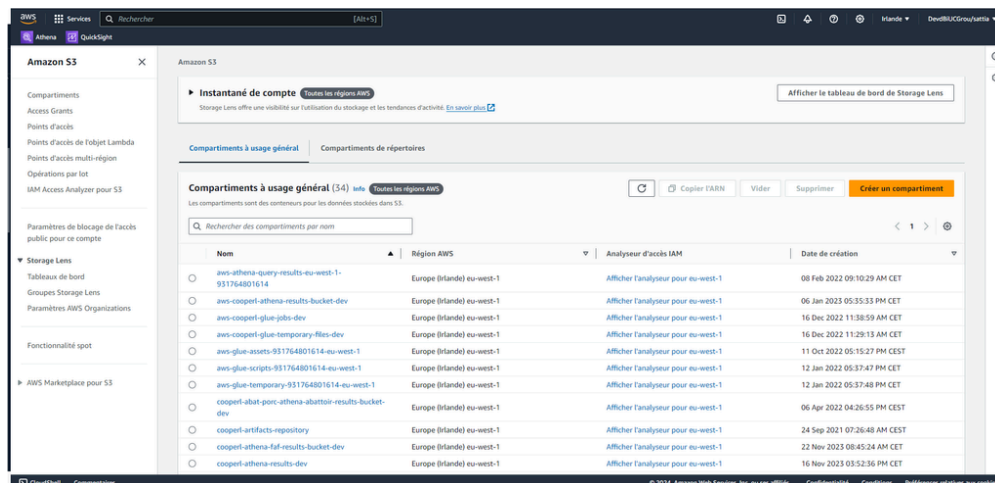 aws Services Rechercher [Alt+S] Irlande DevdBiUCGrou/sattia
Athena QuickSight
Amazon S3
Compartiments
Access Grants
Points d'accès
Points d'accès de l'objet Lambda
Points d'accès multi-région
Opérations par lot
IAM Access Analyzer pour S3
Paramètres de blocage de l'accès
public pour ce compte
Storage Lens
Tableaux de bord
Groupes Storage Lens
Paramètres AWS Organizations
Fonctionnalité spot
AWS Marketplace pour S3
Amazon S3
Instantané de compte Toutes les régions AWS
Storage Lens offre une visibilité sur l'utilisation du stockage et les tendances d'activité. En savoir plus
Afficher le tableau de bord de Storage Lens
Compartiments à usage général Compartiments de répertoires
Compartiments à usage général (34) Info Toutes les régions AWS
Les compartiments sont des conteneurs pour les données stockées dans S3.
Copier l'ARN Vider Supprimer Créer un compartiment
Rechercher des compartiments par nom
1
Nom Région AWS Analyseur d'accès IAM Date de création
aws-athena-query-results-eu-west-1-
931764801614 Europe (Irlande) eu-west-1 Afficher l'analyseur pour eu-west-1 08 Feb 2022 09:10:29 AM CET
aws-cooperl-athena-results-bucket-dev Europe (Irlande) eu-west-1 Afficher l'analyseur pour eu-west-1 06 Jan 2023 05:35:33 PM CET
aws-cooperl-glue-jobs-dev Europe (Irlande) eu-west-1 Afficher l'analyseur pour eu-west-1 16 Dec 2022 11:38:59 AM CET
aws-cooperl-glue-temporary-files-dev Europe (Irlande) eu-west-1 Afficher l'analyseur pour eu-west-1 16 Dec 2022 11:29:13 AM CET
aws-glue-assets-931764801614-eu-west-1 Europe (Irlande) eu-west-1 Afficher l'analyseur pour eu-west-1 11 Oct 2022 05:15:27 PM CEST
aws-glue-scripts-931764801614-eu-west-1 Europe (Irlande) eu-west-1 Afficher l'analyseur pour eu-west-1 12 Jan 2022 05:37:47 PM CET
aws-glue-temporary-931764801614-eu-west-1 Europe (Irlande) eu-west-1 Afficher l'analyseur pour eu-west-1 12 Jan 2022 05:37:48 PM CET
cooperl-abat-porc-athena-abattoir-results-bucket-
dev Europe (Irlande) eu-west-1 Afficher l'analyseur pour eu-west-1 06 Apr 2022 04:26:55 PM CEST
cooperl-artifacts-repository Europe (Irlande) eu-west-1 Afficher l'analyseur pour eu-west-1 24 Sep 2021 07:26:48 AM CEST
cooperl-athena-faf-results-bucket-dev Europe (Irlande) eu-west-1 Afficher l'analyseur pour eu-west-1 22 Nov 2023 08:45:24 AM CET
cooperl-athena-results-dev Europe (Irlande) eu-west-1 Afficher l'analyseur pour eu-west-1 16 Nov 2023 03:52:36 PM CET
CloudShell Commentaires © 2024, Amazon Web Services, Inc. ou ses affiliés. Confidentialité Conditions Préférences relatives aux cookies